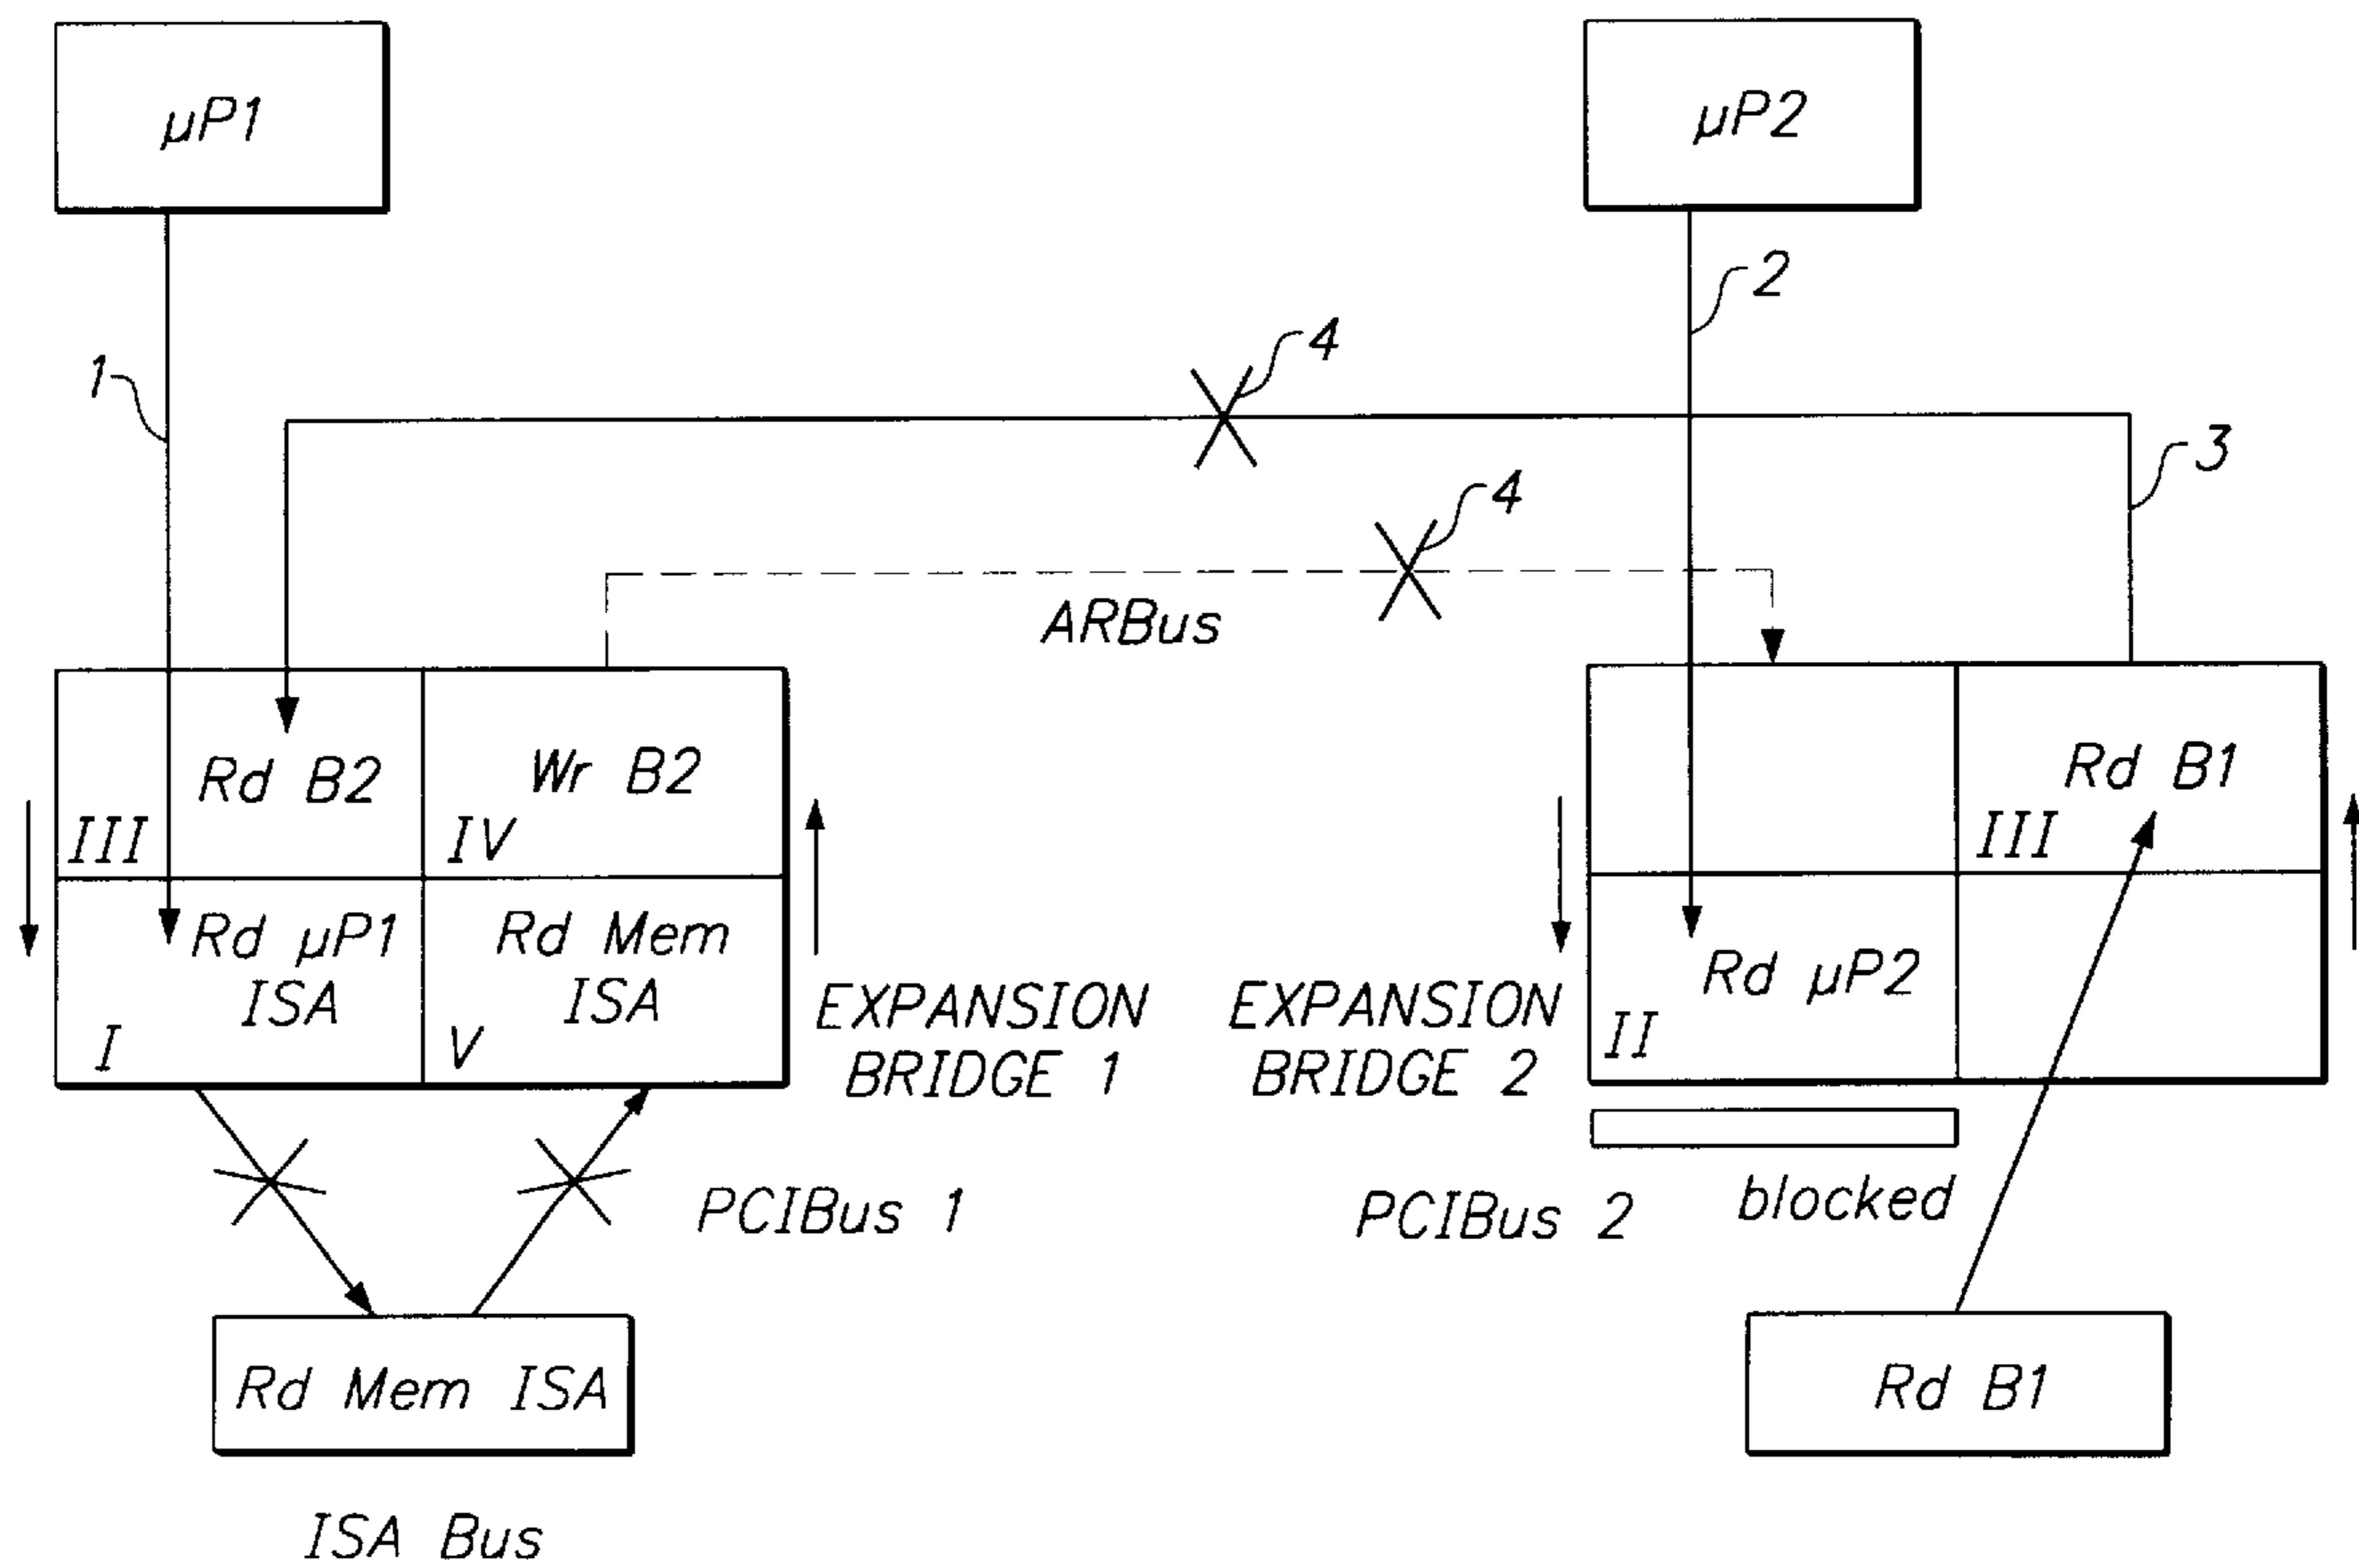 µP1
µP2
2
4
1
3
4
ARBus
Rd B2
III
Wr B2
IV
Rd B1
III
Rd µP1
ISA
I
Rd Mem
ISA
V
EXPANSION
BRIDGE 1
EXPANSION
BRIDGE 2
Rd µP2
II
PCIBus 1
PCIBus 2
blocked
Rd Mem ISA
Rd B1
ISA Bus